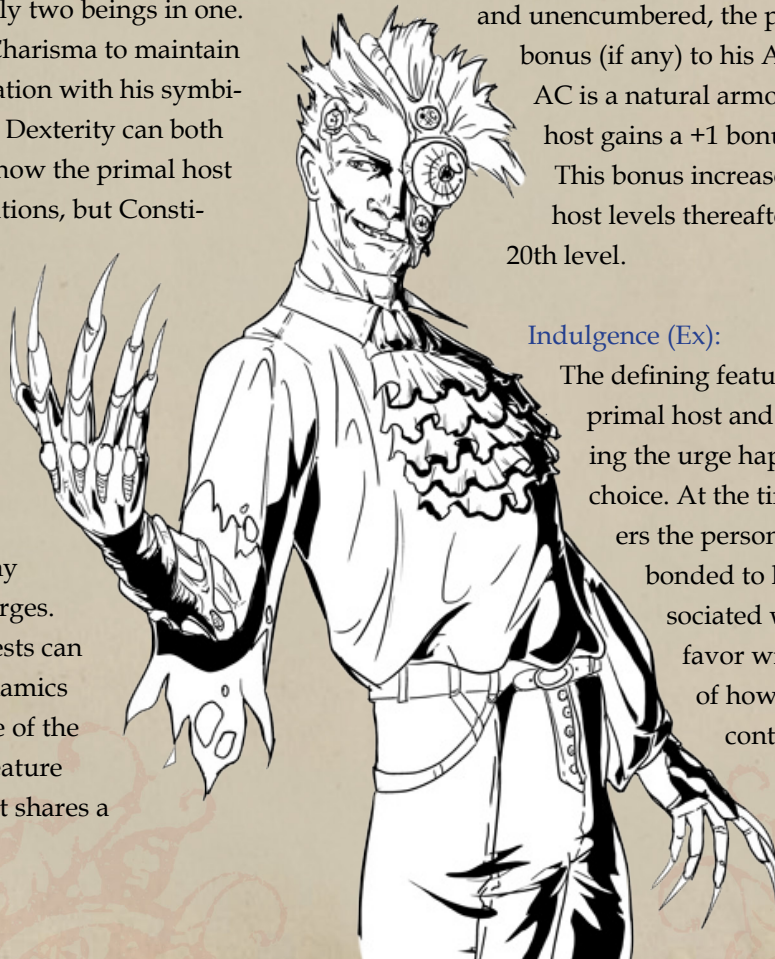 ly two beings in one.
Charisma to maintain
ation with his symbi-
Dexterity can both
now the primal host
tions, but Consti-
ay
rges.
ests can
amics
e of the
eature
t shares a
and unencumbered, the p
bonus (if any) to his A
AC is a natural armo
host gains a +1 bonu
This bonus increase
host levels thereafte
20th level.
Indulgence (Ex):
The defining featu
primal host and
ing the urge hap
choice. At the ti
ers the person
bonded to l
sociated w
favor wi
of how
cont